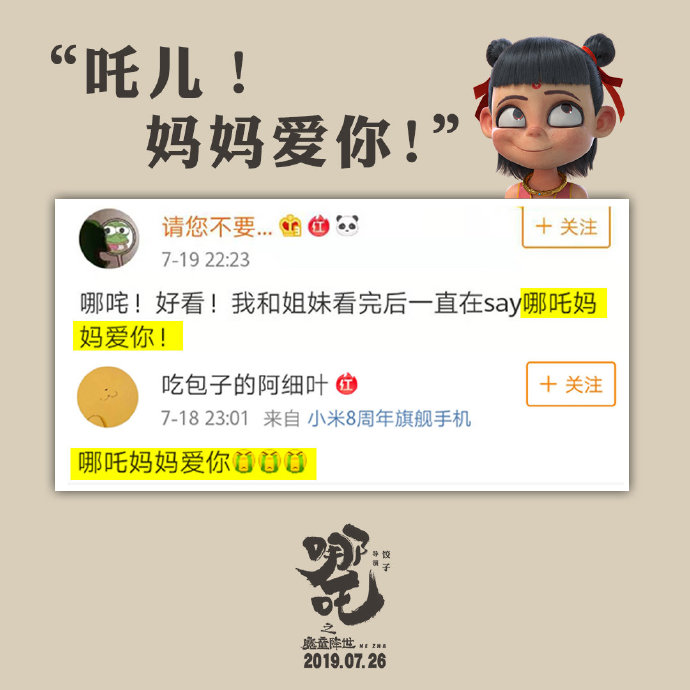 “吒儿！
妈妈爱你！”
请您不要... 红
+ 关注
7-19 22:23
哪咤！好看！我和姐妹看完后一直在say哪吒妈
妈爱你！
吃包子的阿细叶 红
+ 关注
7-18 23:01 来自 小米8周年旗舰手机
哪吒妈妈爱你
哪吒
导演
饺子
之
魔童降世
NE ZHA
2019.07.26